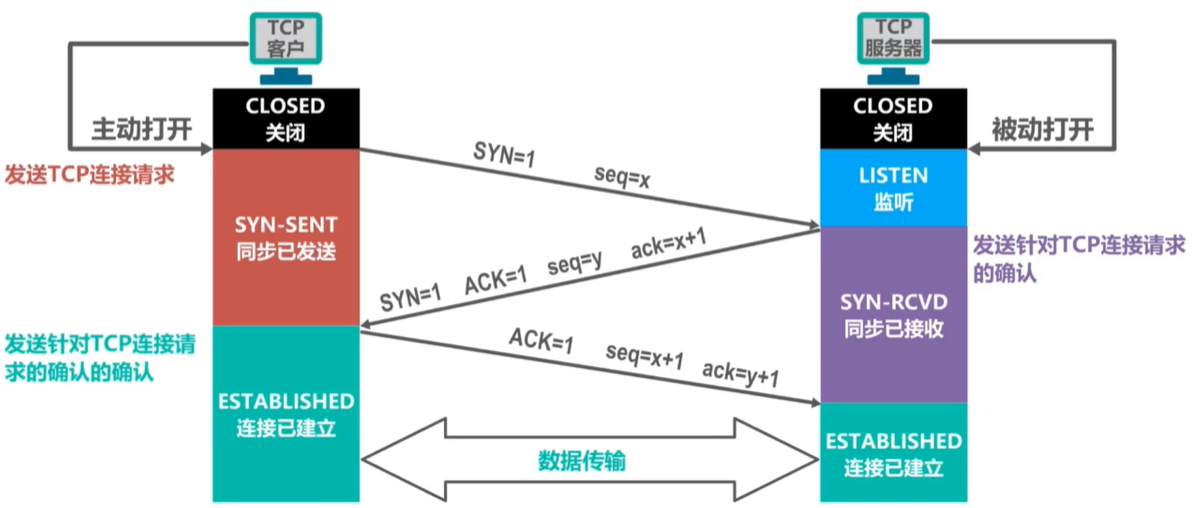 TCP
客户
TCP
服务器
CLOSED
关闭
CLOSED
关闭
主动打开
被动打开
发送TCP连接请求
SYN=1 seq=x
LISTEN
监听
SYN-SENT
同步已发送
SYN=1 ACK=1 seq=y ack=x+1
发送针对TCP连接请求
的确认
SYN-RCVD
同步已接收
发送针对TCP连接请
求的确认的确认
ACK=1 seq=x+1 ack=y+1
ESTABLISHED
连接已建立
数据传输
ESTABLISHED
连接已建立